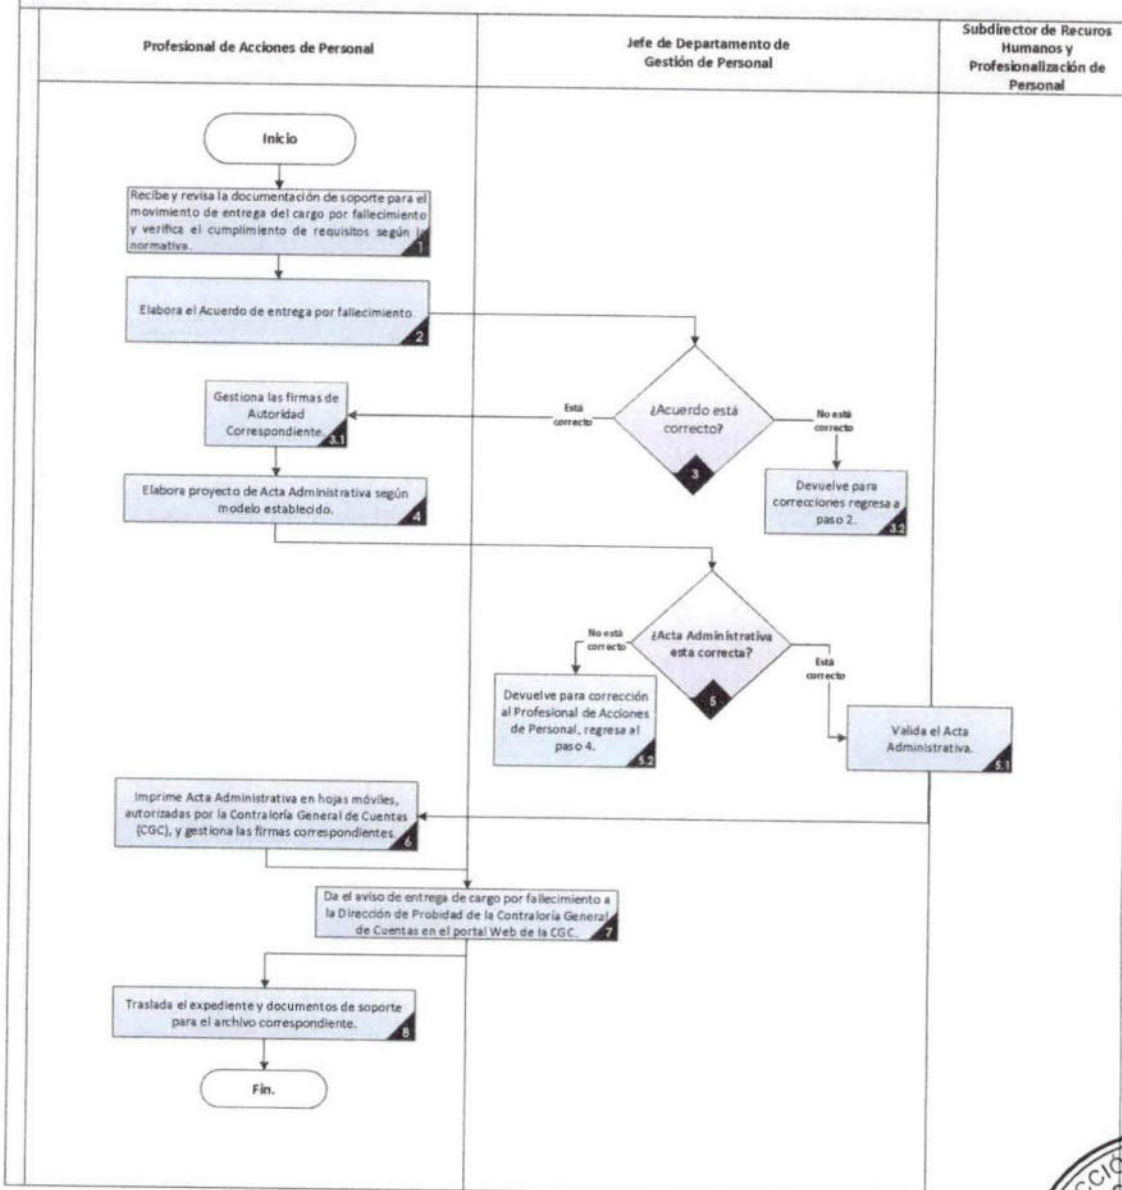 Profesional de Acciones de Personal
Jefe de Departamento de
Gestión de Personal
Subdirector de Recuros
Humanos y
Profesionalización de
Personal
Inicio
Recibe y revisa la documentación de soporte para el
movimiento de entrega del cargo por fallecimiento
y verifica el cumplimiento de requisitos según la
normativa.
1
Elabora el Acuerdo de entrega por fallecimiento.
2
Gestiona las firmas de
Autoridad
Correspondiente.
3.1
Está
correcto
¿Acuerdo está
correcto?
3
No está
correcto
Devuelve para
correcciones regresa a
paso 2.
3.2
Elabora proyecto de Acta Administrativa según
modelo establecido.
4
No está
correcto
¿Acta Administrativa
esta correcta?
5
Está
correcto
Devuelve para corrección
al Profesional de Acciones
de Personal, regresa al
paso 4.
5.2
Valida el Acta
Administrativa.
5.1
Imprime Acta Administrativa en hojas móviles,
autorizadas por la Contraloría General de Cuentas
(CGC), y gestiona las firmas correspondientes.
6
Da el aviso de entrega de cargo por fallecimiento a
la Dirección de Probidad de la Contraloría General
de Cuentas en el portal Web de la CGC.
7
Traslada el expediente y documentos de soporte
para el archivo correspondiente.
8
Fin.